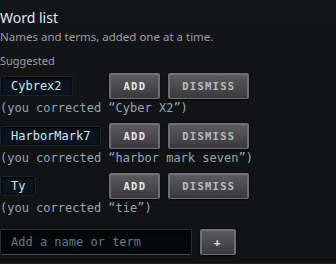 Word list
Names and terms, added one at a time.
Suggested
Cybrex2 ADD DISMISS
(you corrected “Cyber X2”)
HarborMark7 ADD DISMISS
(you corrected “harbor mark seven”)
Ty ADD DISMISS
(you corrected “tie”)
Add a name or term +